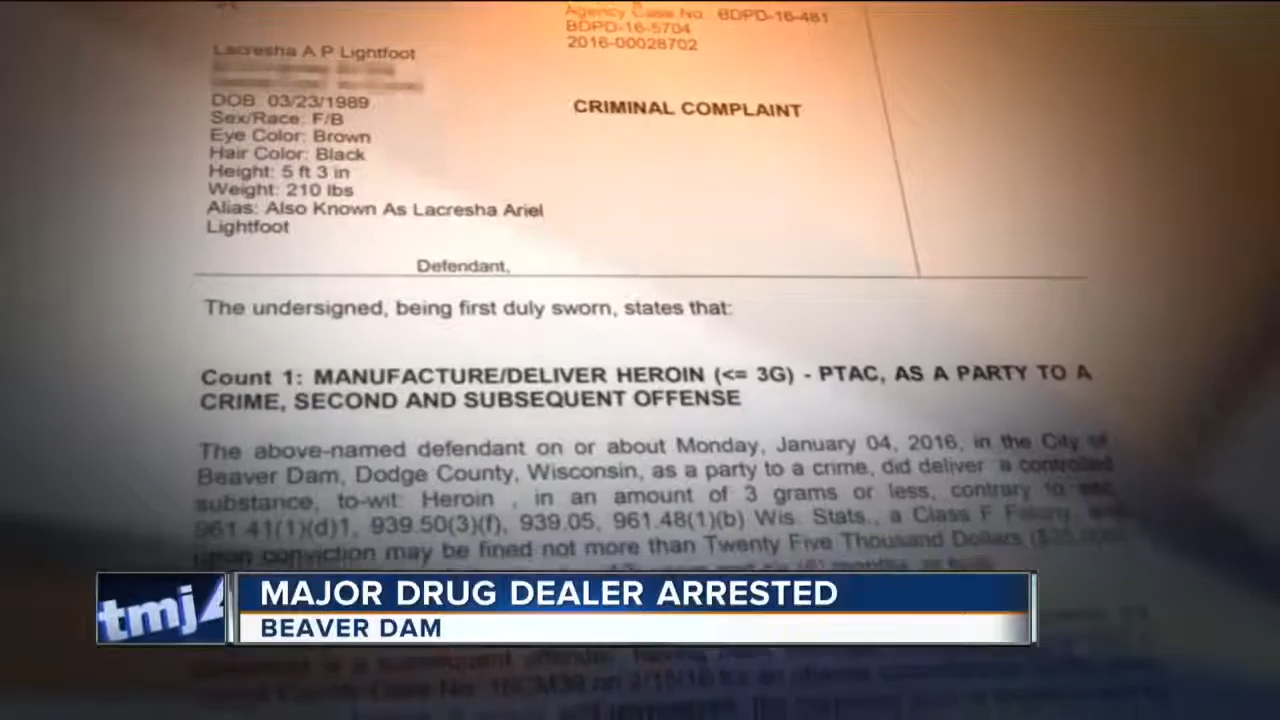 Agency Case No.: BDPD-16-481
BDPD-16-5704
2016-00028702
Lacresha A P Lightfoot
DOB: 03/23/1989
Sex/Race: F/B
Eye Color: Brown
Hair Color: Black
Height: 5 ft 3 in
Weight: 210 lbs
Alias: Also Known As Lacresha Ariel
Lightfoot
CRIMINAL COMPLAINT
Defendant,
The undersigned, being first duly sworn, states that:
Count 1: MANUFACTURE/DELIVER HEROIN (<= 3G) - PTAC, AS A PARTY TO A
CRIME, SECOND AND SUBSEQUENT OFFENSE
The above-named defendant on or about Monday, January 04, 2016, in the City of
Beaver Dam, Dodge County, Wisconsin, as a party to a crime, did deliver a controlled
substance, to-wit: Heroin , in an amount of 3 grams or less, contrary to sec.
961.41(1)(d)1, 939.50(3)(f), 939.05, 961.48(1)(b) Wis. Stats., a Class F Felony, and
upon conviction may be fined not more than Twenty Five Thousand Dollars ($25,000)
tmj4
MAJOR DRUG DEALER ARRESTED
BEAVER DAM